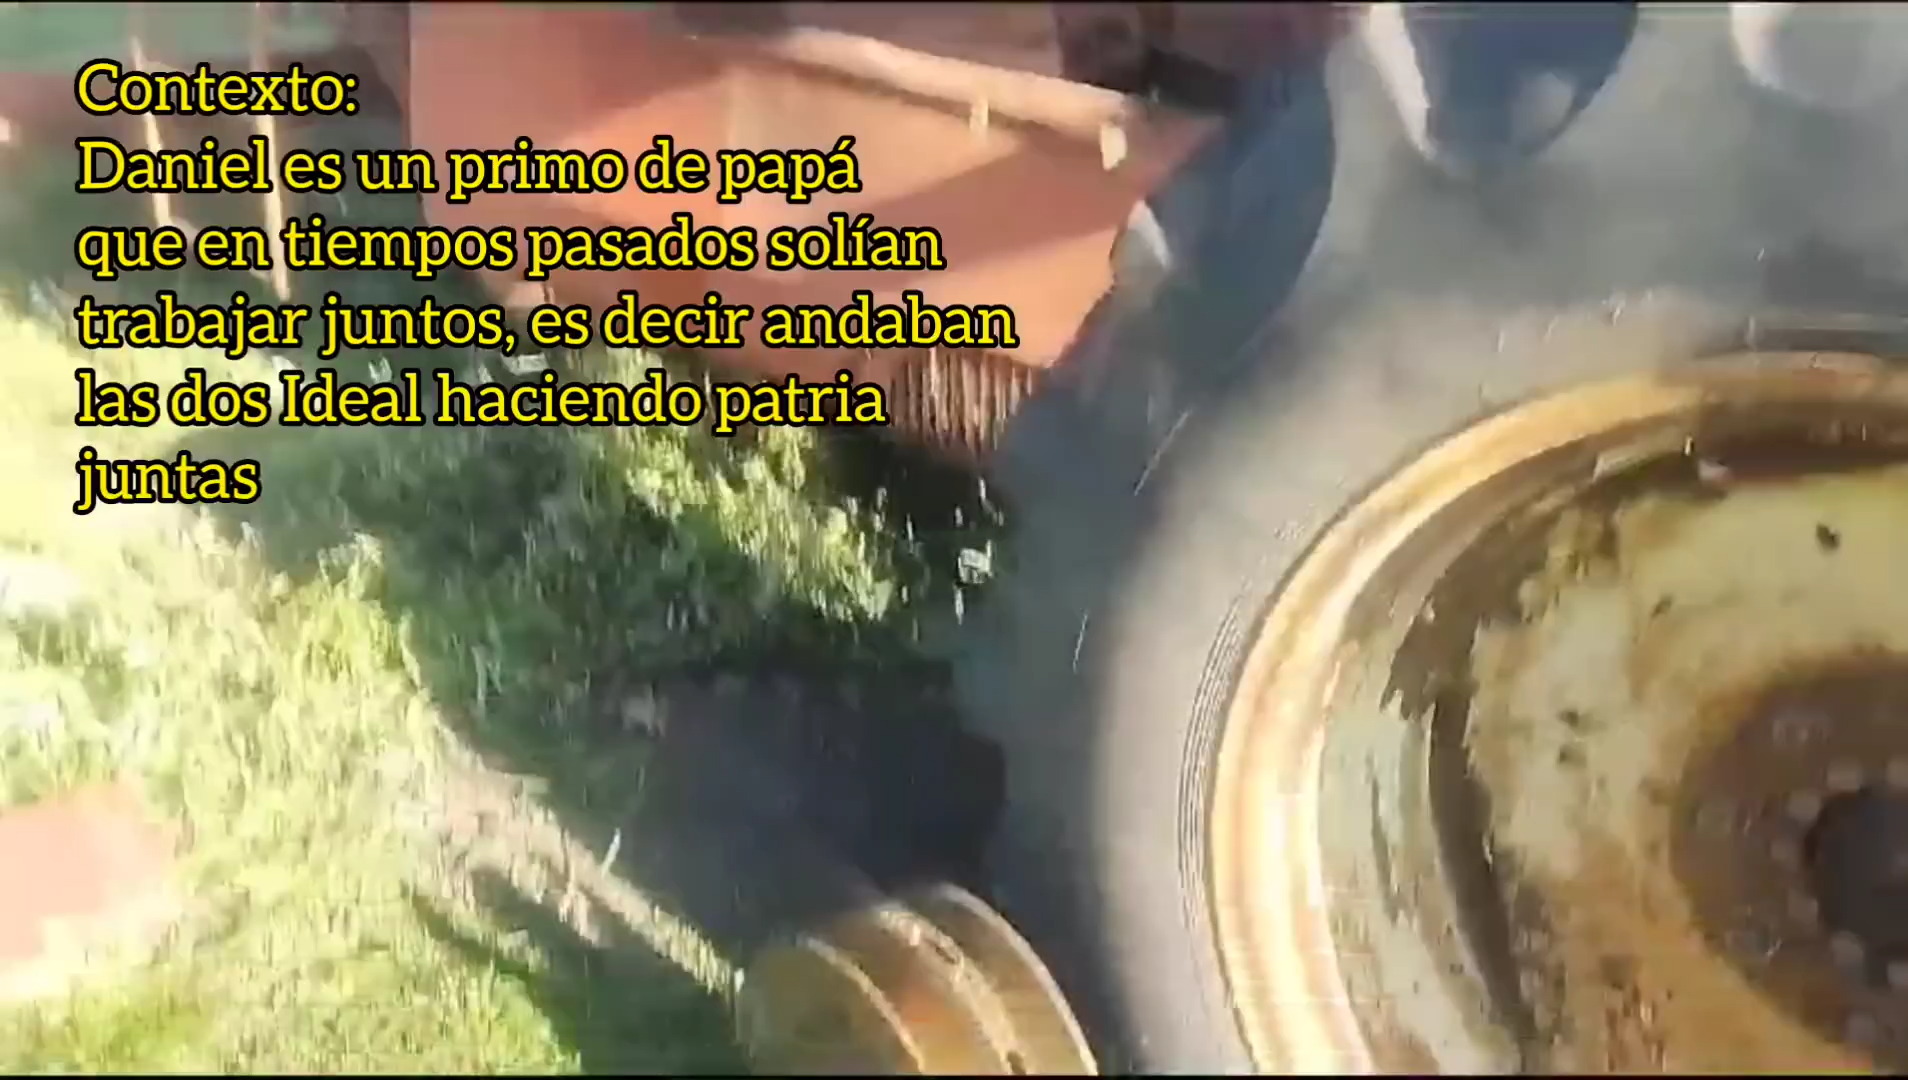 Contexto:
Daniel es un primo de papá
que en tiempos pasados solían
trabajar juntos, es decir andaban
las dos Ideal haciendo patria
juntas